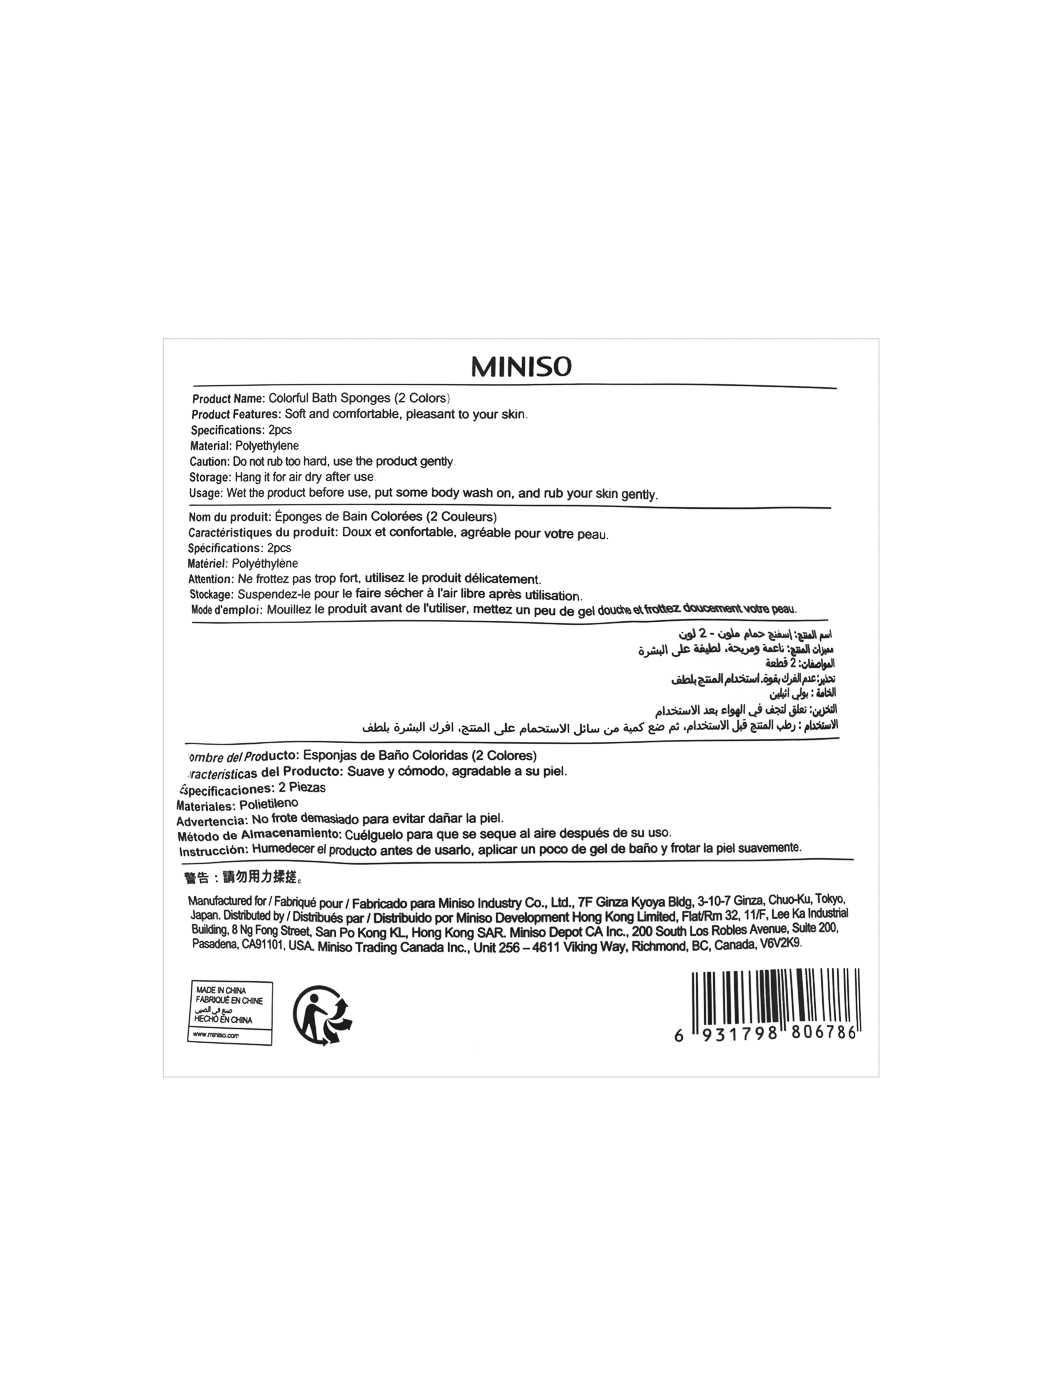 MINISO
Product Name: Colorful Bath Sponges (2 Colors)
Product Features: Soft and comfortable, pleasant to your skin.
Specifications: 2pcs
Material: Polyethylene
Caution: Do not rub too hard, use the product gently.
Storage: Hang it for air dry after use.
Usage: Wet the product before use, put some body wash on, and rub your skin gently.
Nom du produit: Éponges de Bain Colorées (2 Couleurs)
Caractéristiques du produit: Doux et confortable, agréable pour votre peau.
Spécifications: 2pcs
Matériel: Polyéthylène
Attention: Ne frottez pas trop fort, utilisez le produit délicatement.
Stockage: Suspendez-le pour le faire sécher à l'air libre après utilisation.
Mode d'emploi: Mouillez le produit avant de l'utiliser, mettez un peu de gel douche et frottez doucement votre peau.
اسم المنتج: إسفنج حمام ملون - 2 لون
مميزات المنتج: ناعمة ومريحة، لطيفة على البشرة
المواصفات: 2 قطعة
تحذير: عدم الفرك بقوة. استخدام المنتج بلطف
الخامة : بولي اثيلين
التخزين: تعلق لتجف في الهواء بعد الاستخدام
الاستخدام : رطب المنتج قبل الاستخدام، ثم ضع كمية من سائل الاستحمام على المنتج، افرك البشرة بلطف
ombre del Producto: Esponjas de Baño Coloridas (2 Colores)
racterísticas del Producto: Suave y cómodo, agradable a su piel.
Especificaciones: 2 Piezas
Materiales: Polietileno
Advertencia: No frote demasiado para evitar dañar la piel.
Método de Almacenamiento: Cuélguelo para que se seque al aire después de su uso.
Instrucción: Humedecer el producto antes de usarlo, aplicar un poco de gel de baño y frotar la piel suavemente.
警告：請勿用力揉搓。
Manufactured for / Fabriqué pour / Fabricado para Miniso Industry Co., Ltd., 7F Ginza Kyoya Bldg, 3-10-7 Ginza, Chuo-Ku, Tokyo,
Japan. Distributed by / Distribués par / Distribuido por Miniso Development Hong Kong Limited, Flat/Rm 32, 11/F, Lee Ka Industrial
Building, 8 Ng Fong Street, San Po Kong KL, Hong Kong SAR. Miniso Depot CA Inc., 200 South Los Robles Avenue, Suite 200,
Pasadena, CA91101, USA. Miniso Trading Canada Inc., Unit 256 – 4611 Viking Way, Richmond, BC, Canada, V6V2K9.
MADE IN CHINA
FABRIQUÉ EN CHINE
صنع في الصين
HECHO EN CHINA
www.miniso.com
6 931798 806786